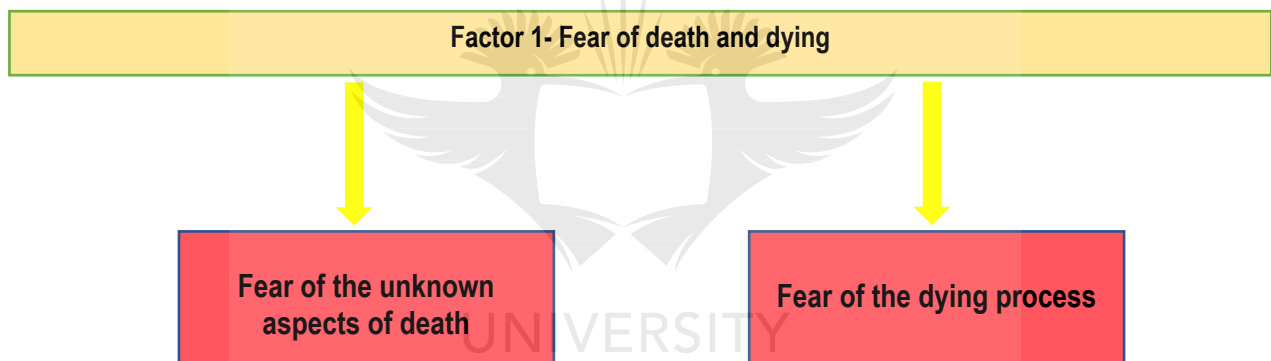 Factor 1- Fear of death and dying
Fear of the unknown
aspects of death
Fear of the dying process
UNIVERSITY